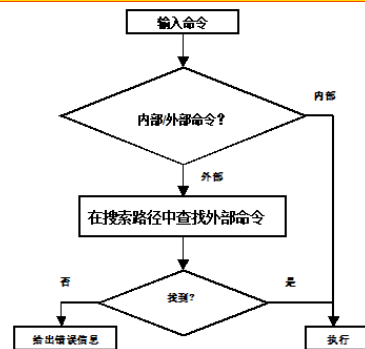 输入命令
内部
内部/外部命令?
外部
在搜索路径中查找外部命令
否
是
找到?
给出错误信息
执行